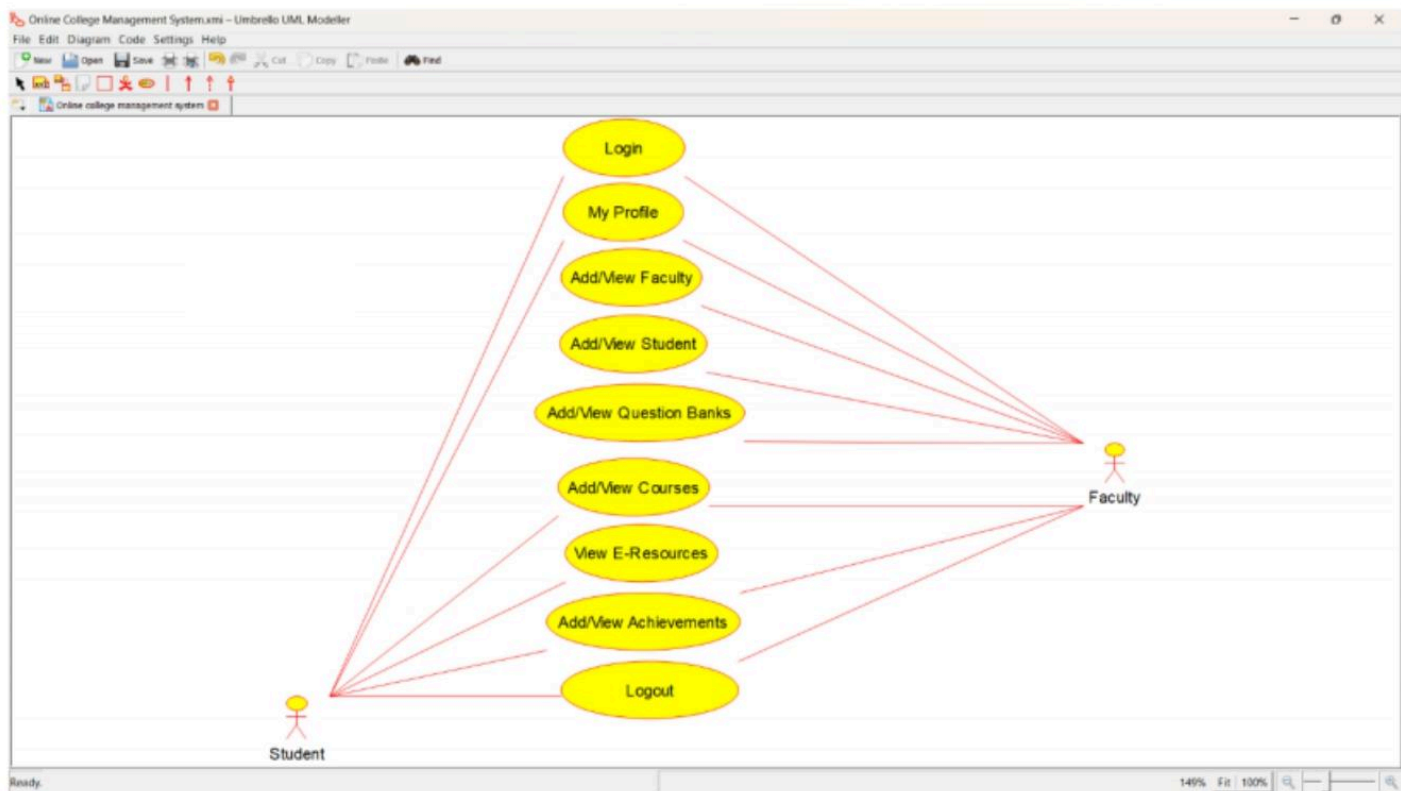 Online College Management System.xmi – Umbrello UML Modeller
File Edit Diagram Code Settings Help
New Open Save Cut Copy Paste Find
Online college management system
Login
My Profile
Add/View Faculty
Add/View Student
Add/View Question Banks
Add/View Courses
Faculty
View E-Resources
Add/View Achievements
Logout
Student
Ready.
149% Fit 100%